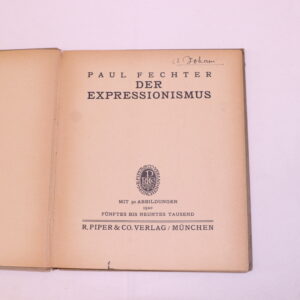 PAUL FECHTER
DER
EXPRESSIONISMUS
MIT 50 ABBILDUNGEN
1920
FÜNFTES BIS NEUNTES TAUSEND
R. PIPER & CO. VERLAG / MÜNCHEN